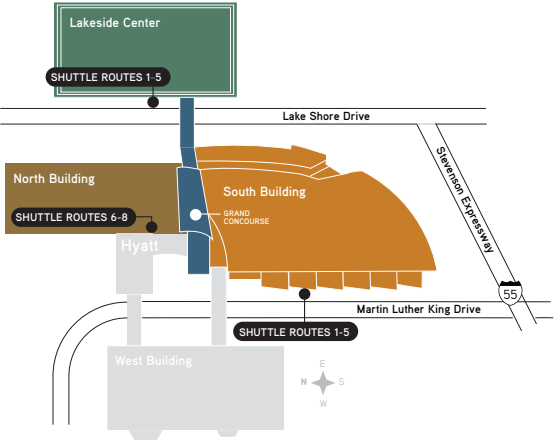 Lakeside Center
SHUTTLE ROUTES 1-5
Lake Shore Drive
Stevenson Expressway
North Building
South Building
SHUTTLE ROUTES 6-8
GRAND
CONCOURSE
Hyatt
55
Martin Luther King Drive
SHUTTLE ROUTES 1-5
West Building
E
N
S
W